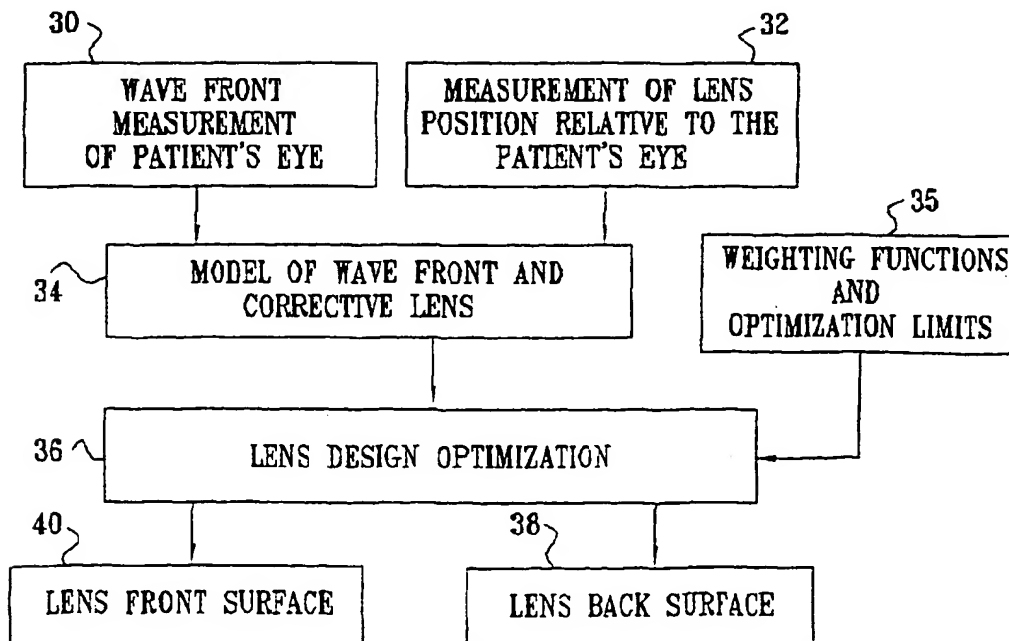 30
WAVE FRONT
MEASUREMENT
OF PATIENT'S EYE
32
MEASUREMENT OF LENS
POSITION RELATIVE TO THE
PATIENT'S EYE
34
MODEL OF WAVE FRONT AND
CORRECTIVE LENS
35
WEIGHTING FUNCTIONS
AND
OPTIMIZATION LIMITS
36
LENS DESIGN OPTIMIZATION
40
LENS FRONT SURFACE
38
LENS BACK SURFACE